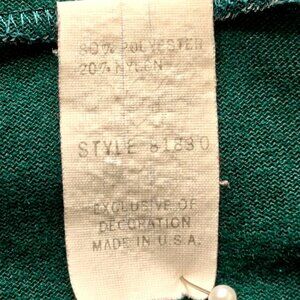 80% POLYESTER
20% NYLON
STYLE 81830
EXCLUSIVE OF
DECORATION
MADE IN U.S.A.